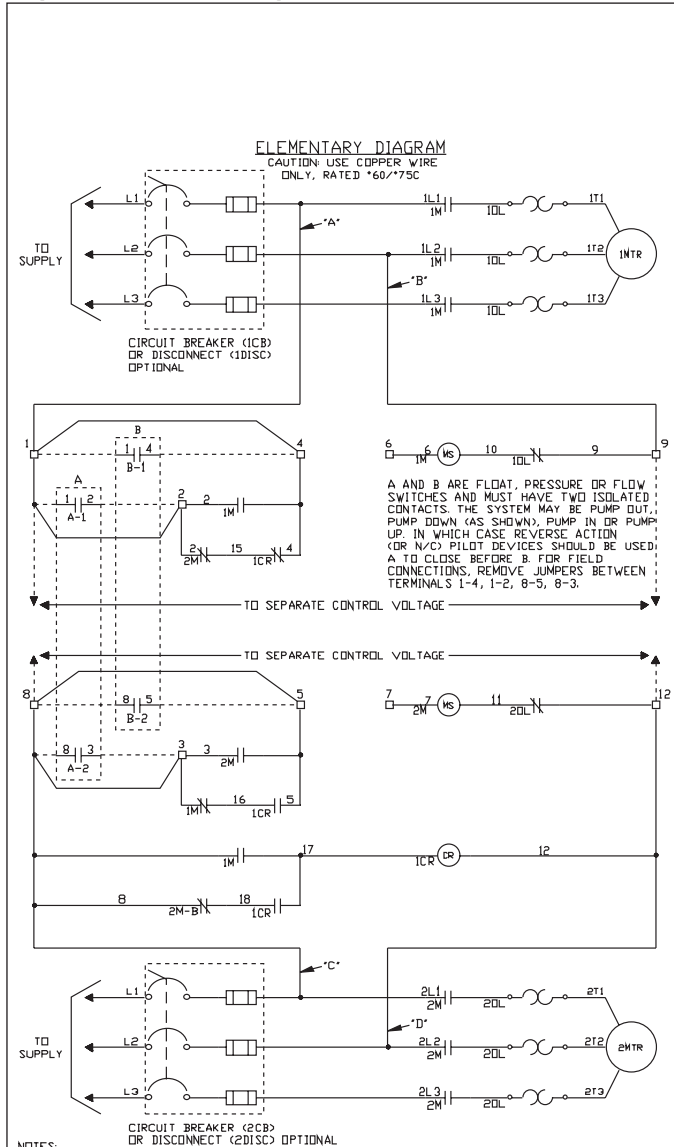 ELEMENTARY DIAGRAM
CAUTION: USE COPPER WIRE
ONLY, RATED *60/*75C
L1
1L1
1M
1OL
1T1
"A"
TO
SUPPLY
L2
1L2
1M
1OL
1T2
1MTR
"B"
L3
1L3
1M
1OL
1T3
CIRCUIT BREAKER (1CB)
OR DISCONNECT (1DISC)
OPTIONAL
B
1
1 4
B-1
4
6
6
1M
MS
10
1OL
9
9
A
1 2
A-1
2
2
1M
2
2M
15
1CR
4
A AND B ARE FLOAT, PRESSURE OR FLOW
SWITCHES AND MUST HAVE TWO ISOLATED
CONTACTS. THE SYSTEM MAY BE PUMP OUT,
PUMP DOWN (AS SHOWN), PUMP IN OR PUMP
UP. IN WHICH CASE REVERSE ACTION
(OR N/C) PILOT DEVICES SHOULD BE USED
A TO CLOSE BEFORE B. FOR FIELD
CONNECTIONS, REMOVE JUMPERS BETWEEN
TERMINALS 1-4, 1-2, 8-5, 8-3.
TO SEPARATE CONTROL VOLTAGE
TO SEPARATE CONTROL VOLTAGE
8
8 5
B-2
5
7
7
2M
MS
11
2OL
12
8 3
A-2
3
3
2M
1M
16
1CR
5
1M
17
1CR
CR
12
8
2M-B
18
1CR
"C"
L1
2L1
2M
2OL
2T1
"D"
TO
SUPPLY
L2
2L2
2M
2OL
2T2
2MTR
L3
2L3
2M
2OL
2T3
CIRCUIT BREAKER (2CB)
OR DISCONNECT (2DISC) OPTIONAL
NOTES: